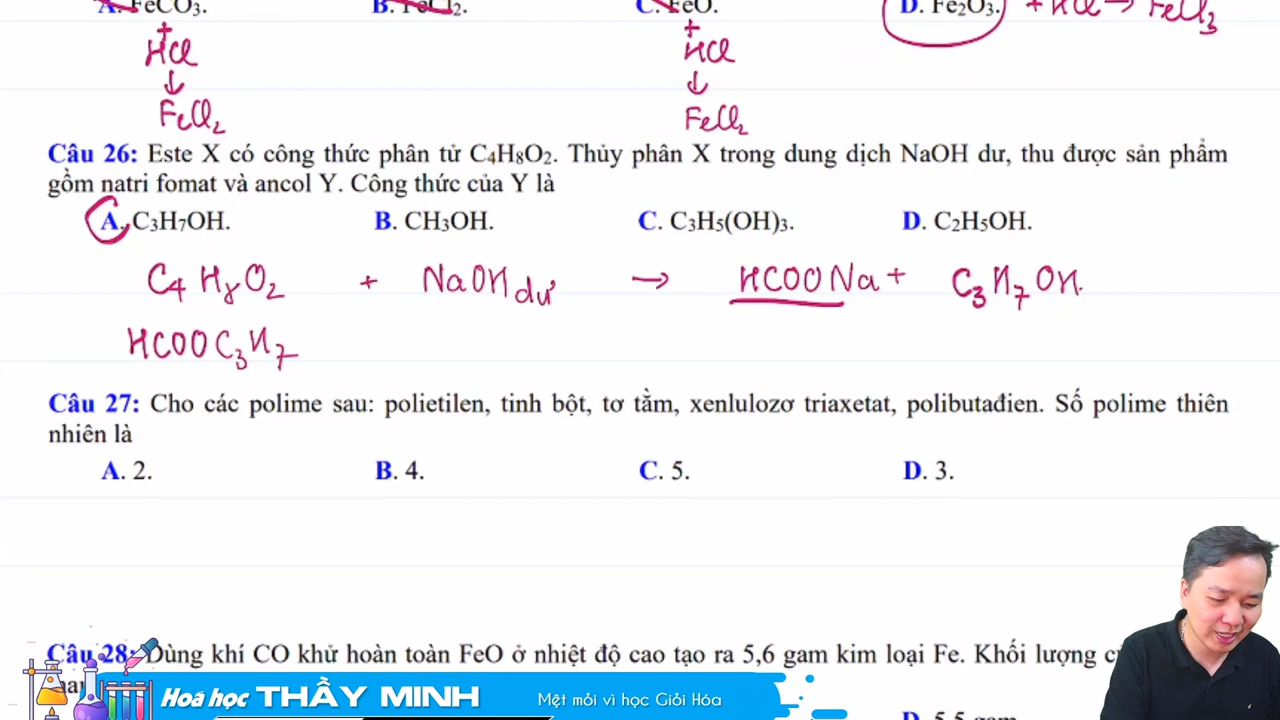 A. FeCO₃. B. FeCl₂. C. FeO. D. Fe₂O₃. + HCl → FeCl₃
+ +
HCl HCl
↓ ↓
FeCl₂ FeCl₂
Câu 26: Este X có công thức phân tử C₄H₈O₂. Thủy phân X trong dung dịch NaOH dư, thu được sản phẩm
gồm natri fomat và ancol Y. Công thức của Y là
A. C₃H₇OH. B. CH₃OH. C. C₃H₅(OH)₃. D. C₂H₅OH.
C₄H₈O₂ + NaOH dư → HCOONa + C₃H₇OH.
HCOOC₃H₇
Câu 27: Cho các polime sau: polietilen, tinh bột, tơ tằm, xenlulozơ triaxetat, polibutađien. Số polime thiên
nhiên là
A. 2. B. 4. C. 5. D. 3.
Câu 28: Dùng khí CO khử hoàn toàn FeO ở nhiệt độ cao tạo ra 5,6 gam kim loại Fe. Khối lượng
D. 5,5 gam.
Hoá học THẦY MINH Mệt mỏi vì học Giỏi Hóa